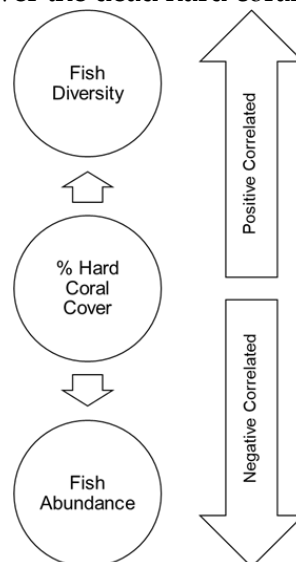 Fish
Diversity
Positive Correlated
% Hard
Coral
Cover
Negative Correlated
Fish
Abundance